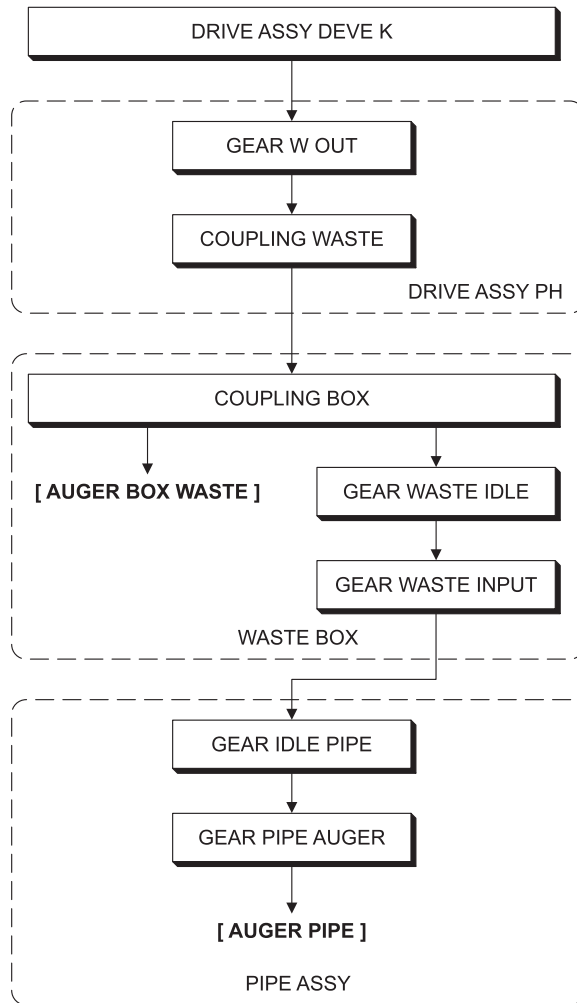 DRIVE ASSY DEVE K
GEAR W OUT
COUPLING WASTE
DRIVE ASSY PH
COUPLING BOX
[ AUGER BOX WASTE ]
GEAR WASTE IDLE
GEAR WASTE INPUT
WASTE BOX
GEAR IDLE PIPE
GEAR PIPE AUGER
[ AUGER PIPE ]
PIPE ASSY